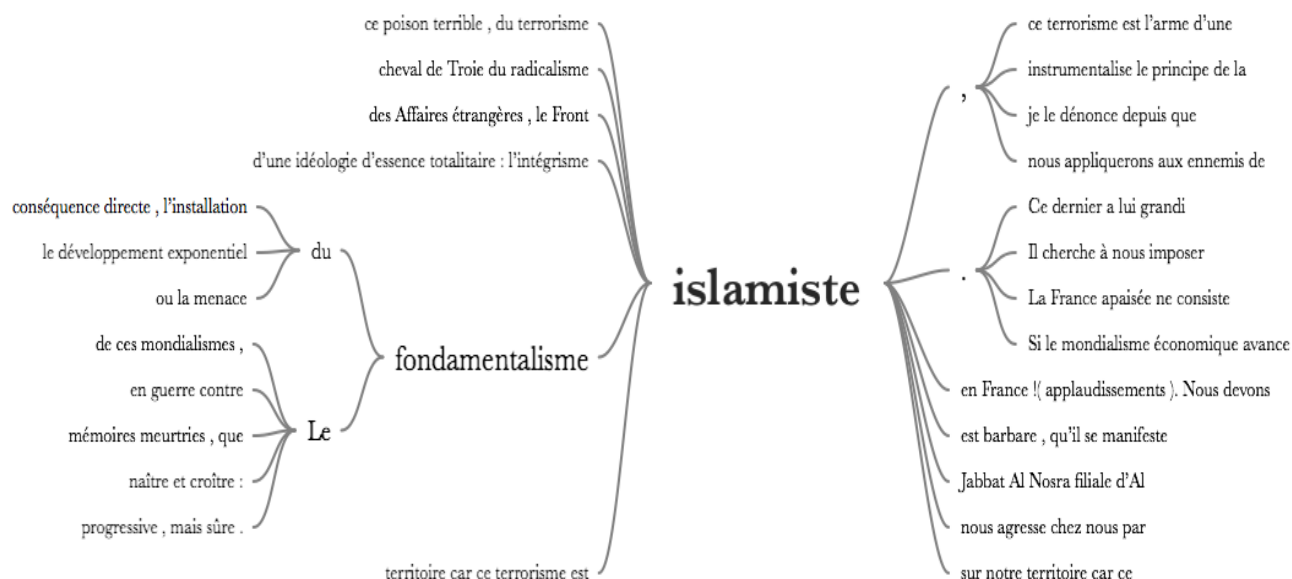 ce poison terrible , du terrorisme
cheval de Troie du radicalisme
des Affaires étrangères , le Front
d'une idéologie d'essence totalitaire : l'intégrisme
conséquence directe , l'installation
le développement exponentiel
ou la menace
du
de ces mondialismes ,
en guerre contre
mémoires meurtries , que
naître et croître :
progressive , mais sûre .
Le
fondamentalisme
territoire car ce terrorisme est
islamiste
,
ce terrorisme est l'arme d'une
instrumentalise le principe de la
je le dénonce depuis que
nous appliquerons aux ennemis de
.
Ce dernier a lui grandi
Il cherche à nous imposer
La France apaisée ne consiste
Si le mondialisme économique avance
en France !( applaudissements ). Nous devons
est barbare , qu'il se manifeste
Jabbat Al Nosra filiale d'Al
nous agresse chez nous par
sur notre territoire car ce